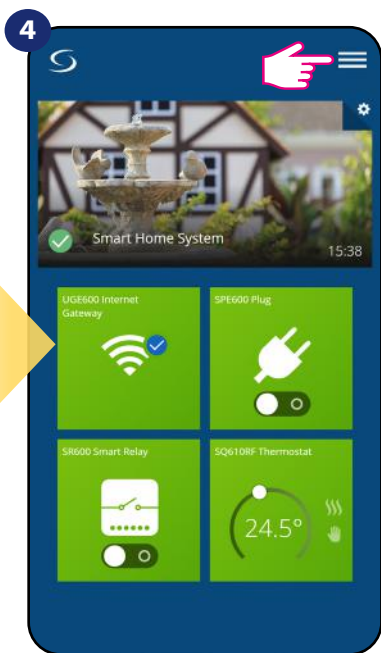 4
Smart Home System
15:38
UGE600 Internet
Gateway
SPE600 Plug
SR600 Smart Relay
SQ610RF Thermostat
24.5°